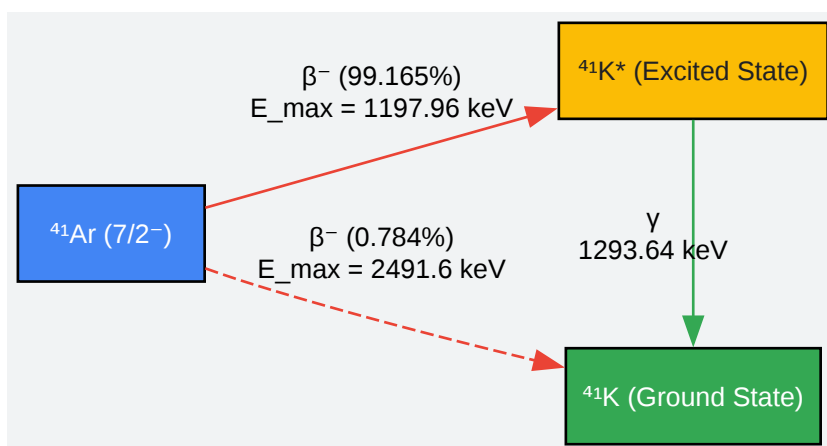 ⁴¹K* (Excited State)
β⁻ (99.165%)
E_max = 1197.96 keV
⁴¹Ar (7/2⁻)
β⁻ (0.784%)
E_max = 2491.6 keV
γ
1293.64 keV
⁴¹K (Ground State)